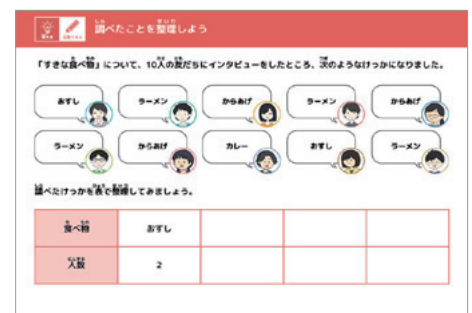 調べたことを整理しよう
「すきな食べ物」について、10人の友だちにインタビューをしたところ、次のようなけっかになりました。
おすし ラーメン からあげ ラーメン からあげ
ラーメン からあげ カレー おすし ラーメン
調べたけっかを表で整理してみましょう。
食べ物 おすし
人数 2